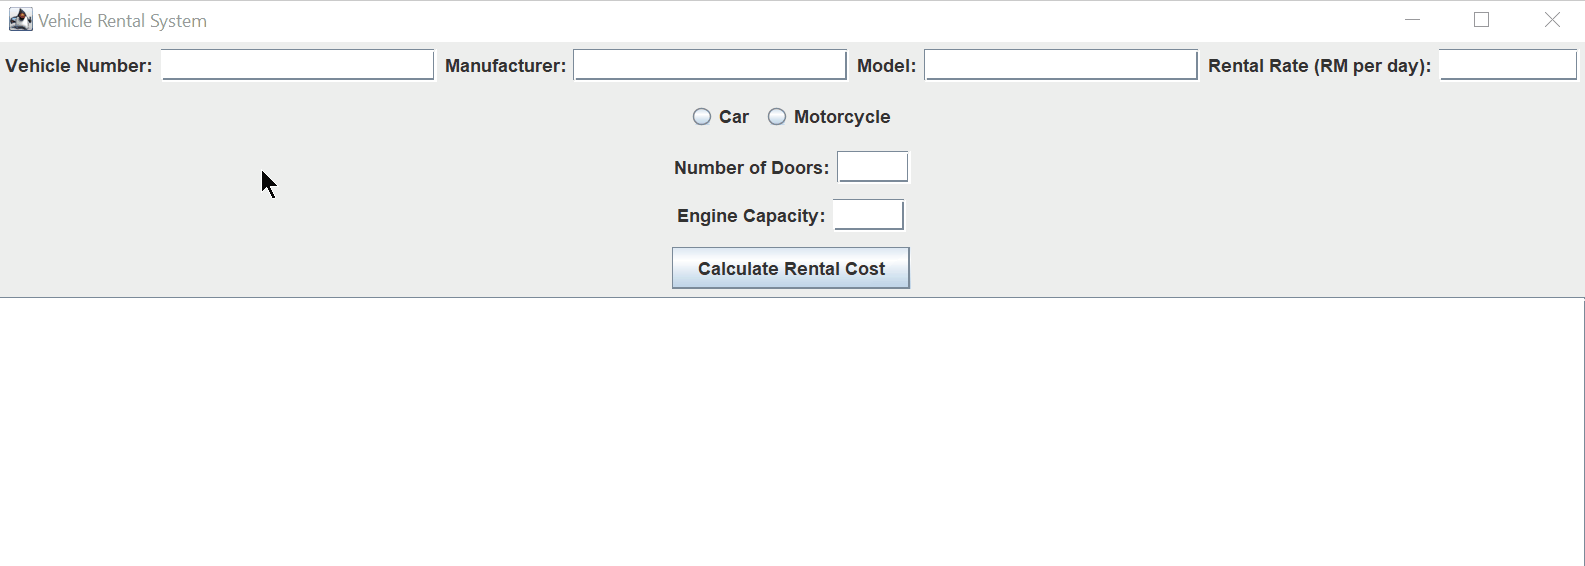 Vehicle Rental System
Vehicle Number: Manufacturer: Model: Rental Rate (RM per day):
Car Motorcycle
Number of Doors:
Engine Capacity:
Calculate Rental Cost